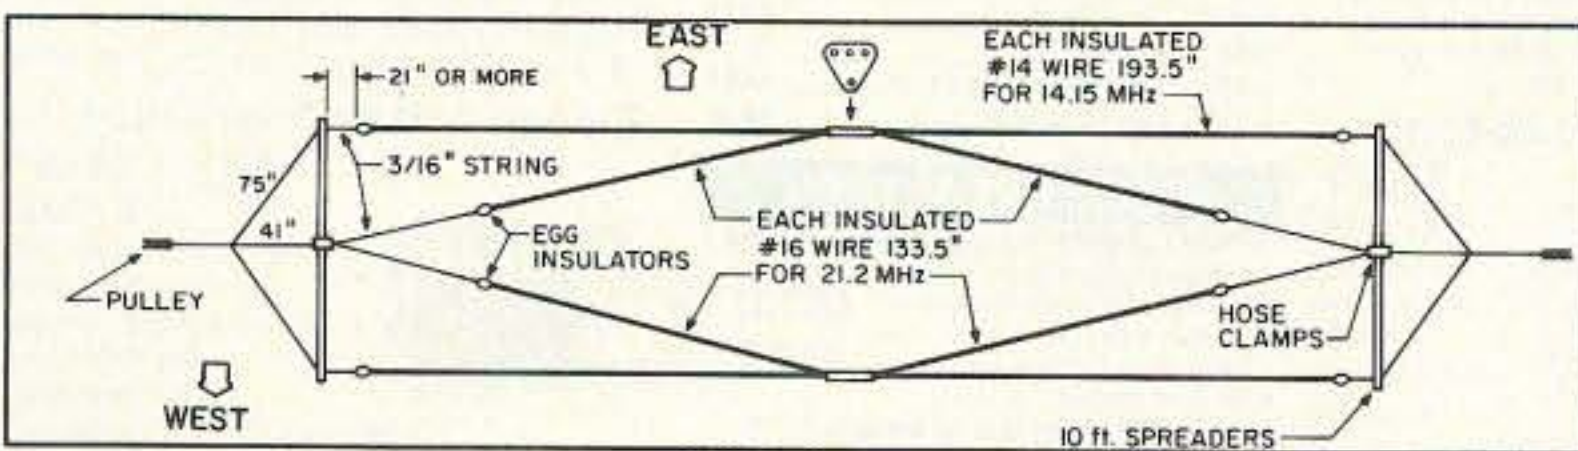 EAST
EACH INSULATED
#14 WIRE 193.5"
FOR 14.15 MHz
21" OR MORE
3/16" STRING
75"
41"
EGG
INSULATORS
EACH INSULATED
#16 WIRE 133.5"
FOR 21.2 MHz
PULLEY
HOSE
CLAMPS
WEST
10 ft. SPREADERS